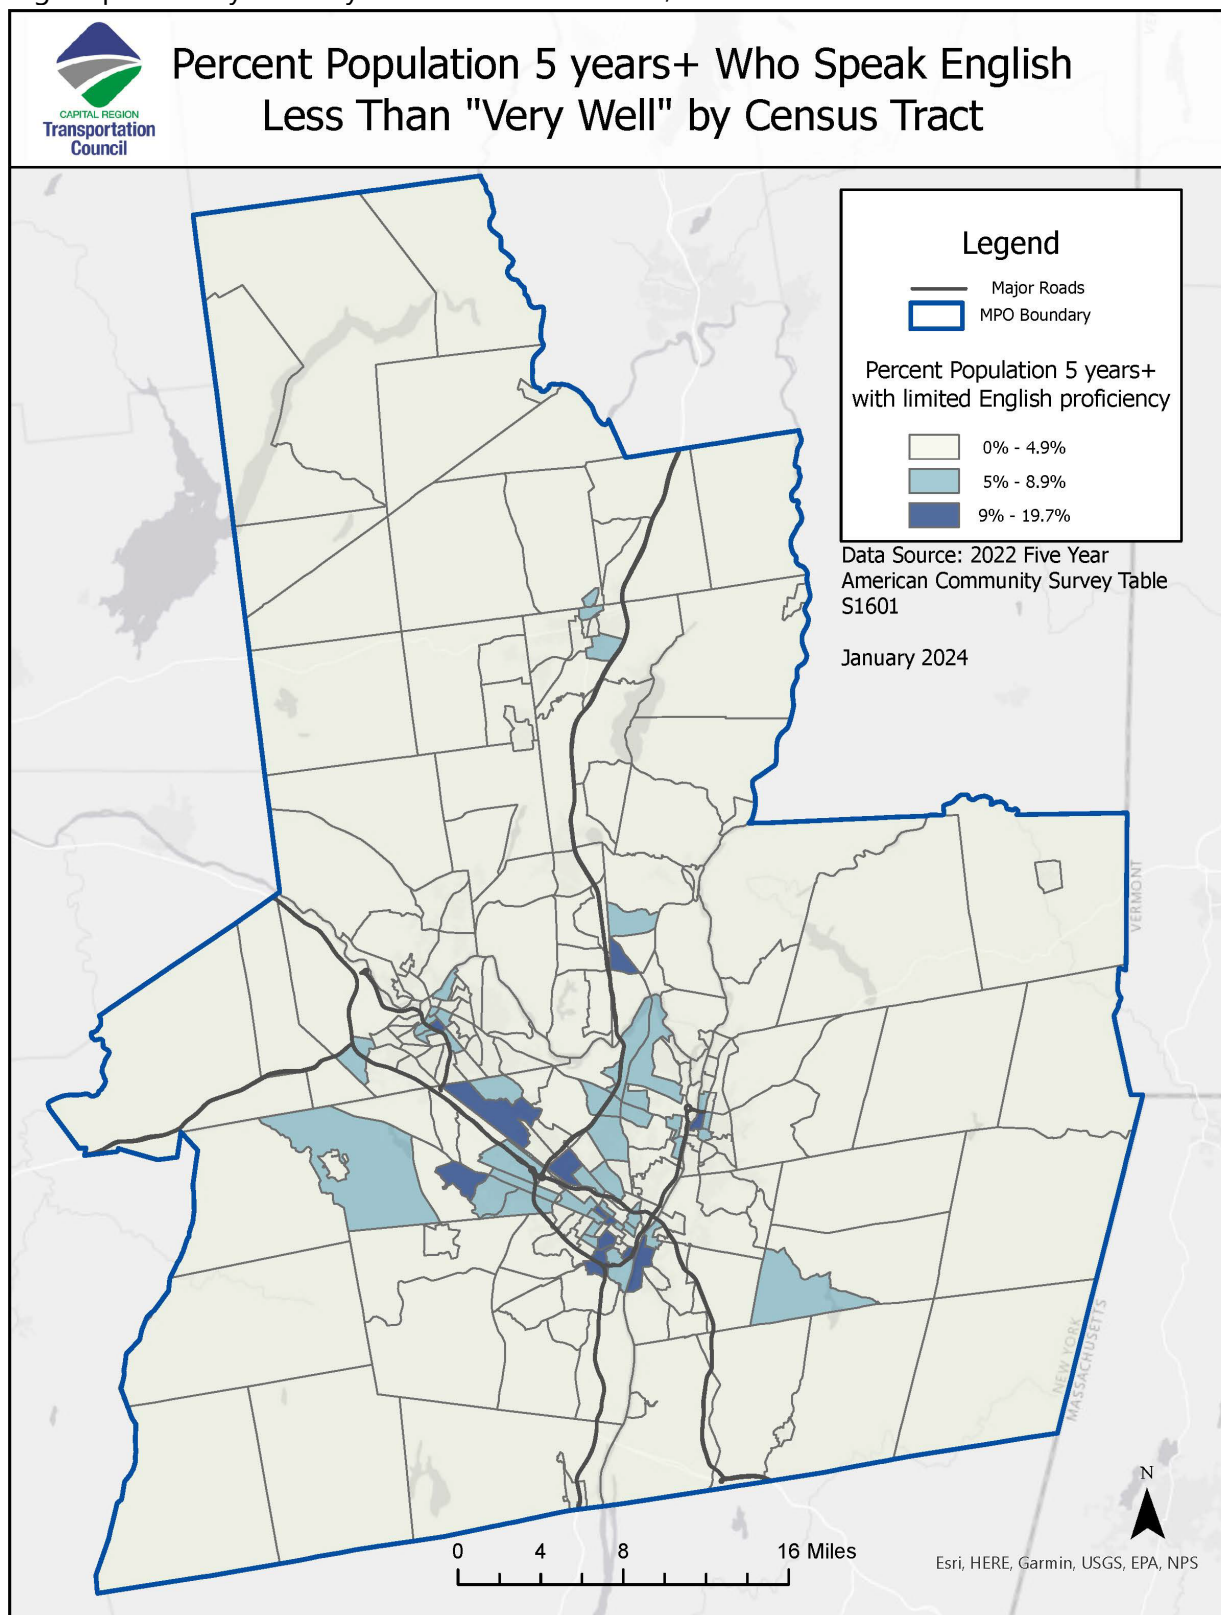 Percent Population 5 years+ Who Speak English
Less Than "Very Well" by Census Tract
CAPITAL REGION
Transportation
Council
Legend
Major Roads
MPO Boundary
Percent Population 5 years+
with limited English proficiency
0% - 4.9%
5% - 8.9%
9% - 19.7%
Data Source: 2022 Five Year
American Community Survey Table
S1601
January 2024
VERMONT
NEW YORK
MASSACHUSETTS
N
0 4 8 16 Miles
Esri, HERE, Garmin, USGS, EPA, NPS